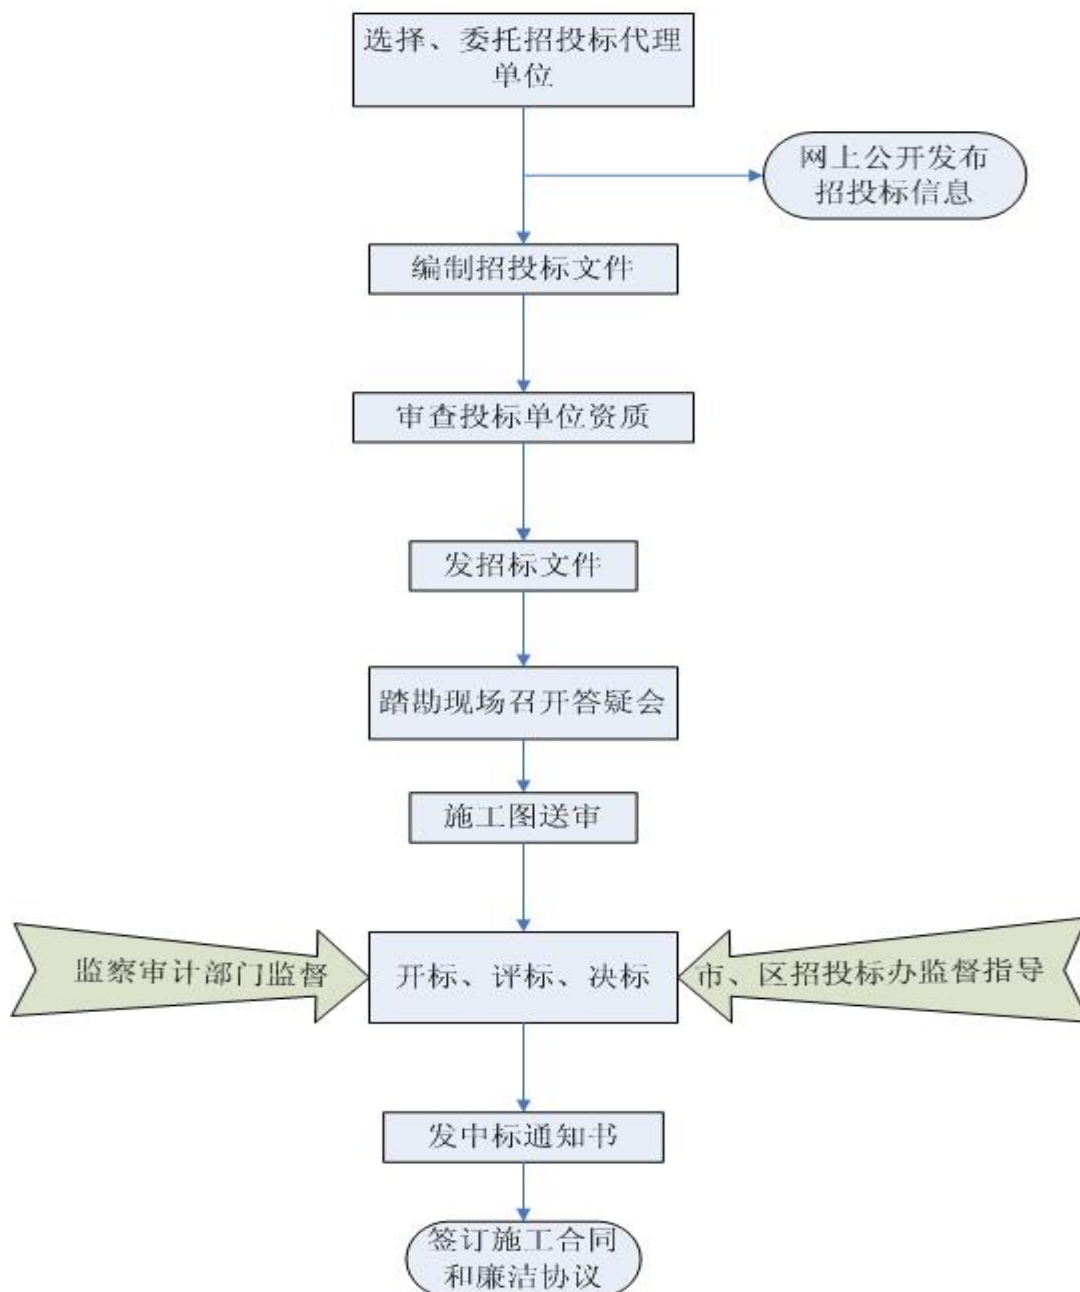 选择、委托招投标代理
单位
网上公开发布
招投标信息
编制招投标文件
审查投标单位资质
发招标文件
踏勘现场召开答疑会
施工图送审
监察审计部门监督
开标、评标、决标
市、区招投标办监督指导
发中标通知书
签订施工合同
和廉洁协议